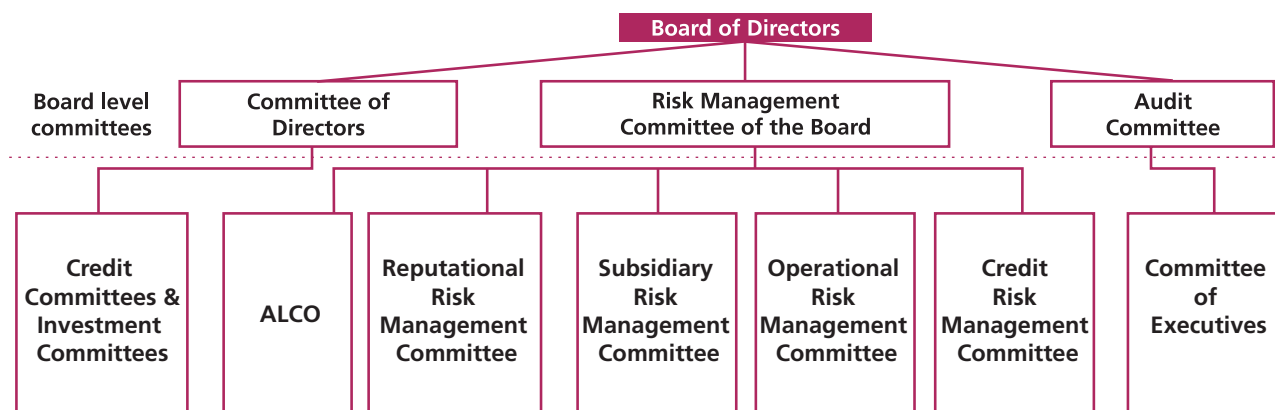 Board of Directors
Board level
committees
Committee of
Directors
Risk Management
Committee of the Board
Audit
Committee
Credit
Committees &
Investment
Committees
ALCO
Reputational
Risk
Management
Committee
Subsidiary
Risk
Management
Committee
Operational
Risk
Management
Committee
Credit
Risk
Management
Committee
Committee
of
Executives